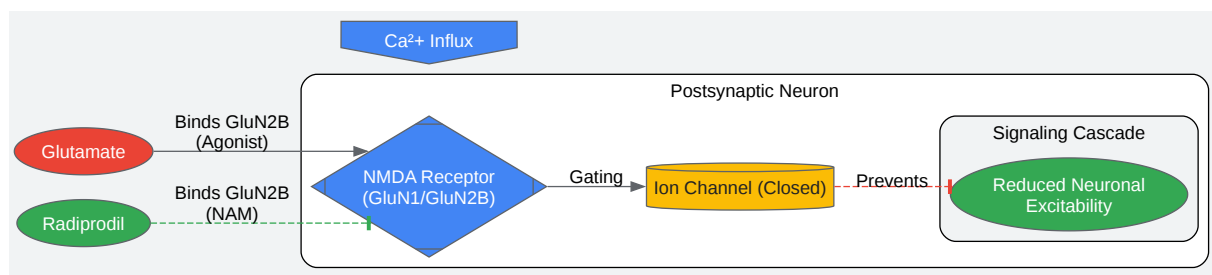 Ca²+ Influx
Postsynaptic Neuron
Binds GluN2B
(Agonist)
Glutamate
Binds GluN2B
(NAM)
Radiprodil
NMDA Receptor
(GluN1/GluN2B)
Gating
Ion Channel (Closed)
Prevents
Signaling Cascade
Reduced Neuronal
Excitability